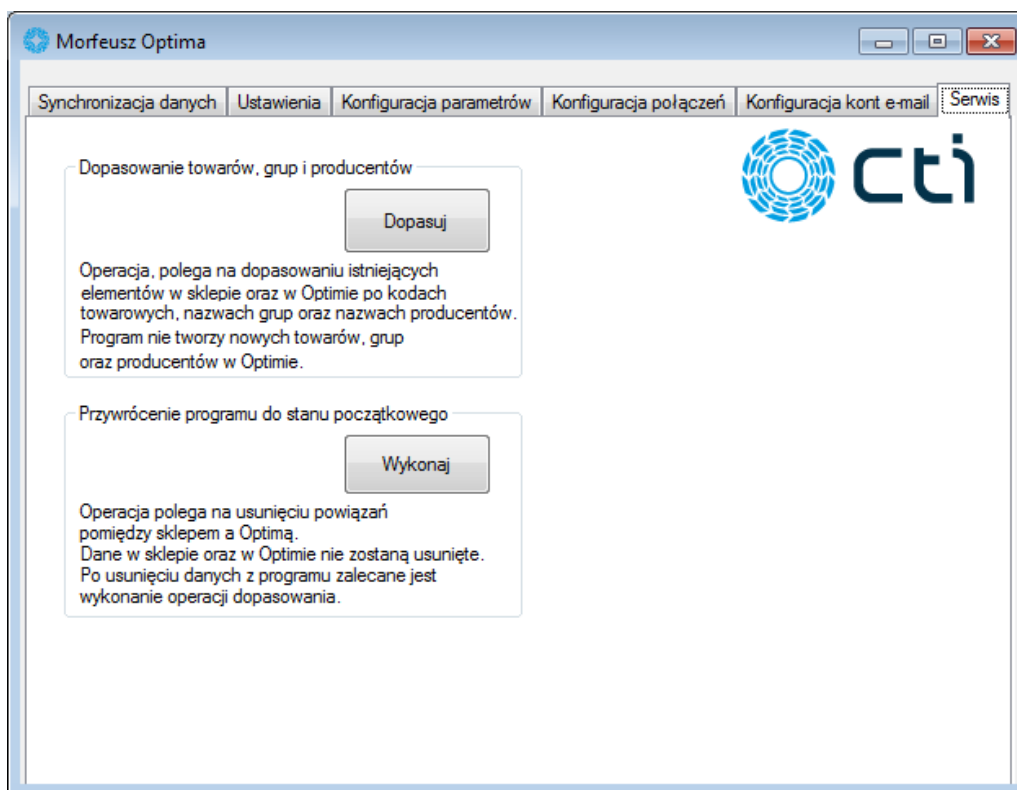 Morfeusz Optima
Synchronizacja danych Ustawienia Konfiguracja parametrów Konfiguracja połączeń Konfiguracja kont e-mail Serwis
cti
Dopasowanie towarów, grup i producentów
Dopasuj
Operacja, polega na dopasowaniu istniejących
elementów w sklepie oraz w Optimie po kodach
towarowych, nazwach grup oraz nazwach producentów.
Program nie tworzy nowych towarów, grup
oraz producentów w Optimie.
Przywrócenie programu do stanu początkowego
Wykonaj
Operacja polega na usunięciu powiązań
pomiędzy sklepem a Optimą.
Dane w sklepie oraz w Optimie nie zostaną usunięte.
Po usunięciu danych z programu zalecane jest
wykonanie operacji dopasowania.